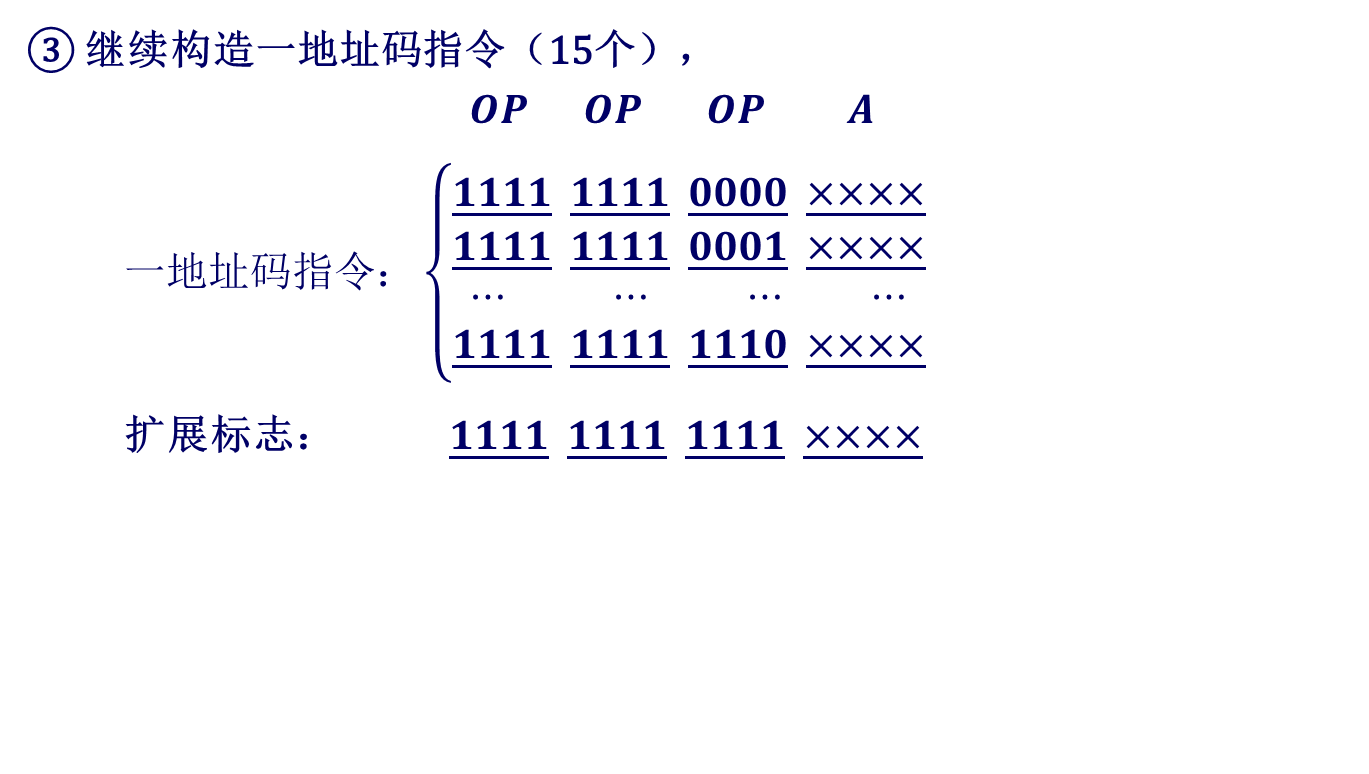 ③ 继续构造一地址码指令（15个），
OP OP OP A
1111 1111 0000 ××××
1111 1111 0001 ××××
一地址码指令：
… … … …
1111 1111 1110 ××××
扩展标志： 1111 1111 1111 ××××